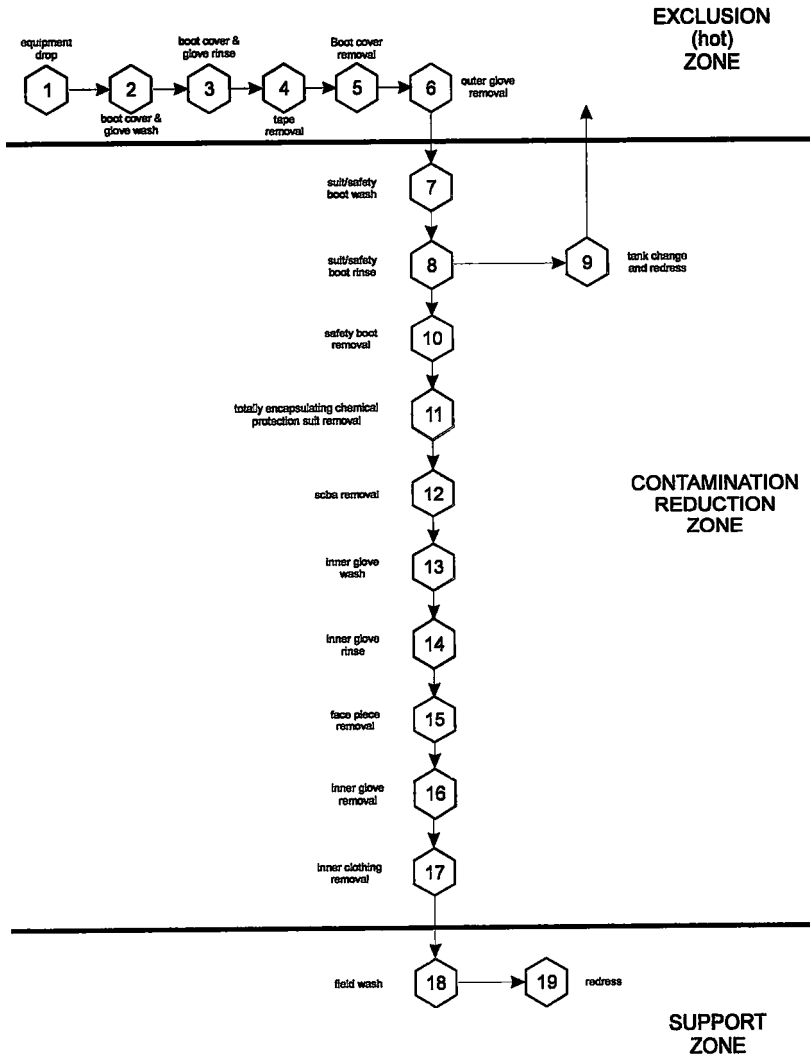 EXCLUSION
(hot)
ZONE
equipment
drop
boot cover &
glove rinse
Boot cover
removal
1
2
3
4
5
6
outer glove
removal
boot cover &
glove wash
tape
removal
suit/safety
boot wash
7
suit/safety
boot rinse
8
9
tank change
and redress
safety boot
removal
10
totally encapsulating chemical
protection suit removal
11
scba removal
12
CONTAMINATION
REDUCTION
ZONE
inner glove
wash
13
inner glove
rinse
14
face piece
removal
15
inner glove
removal
16
inner clothing
removal
17
field wash
18
19
redress
SUPPORT
ZONE